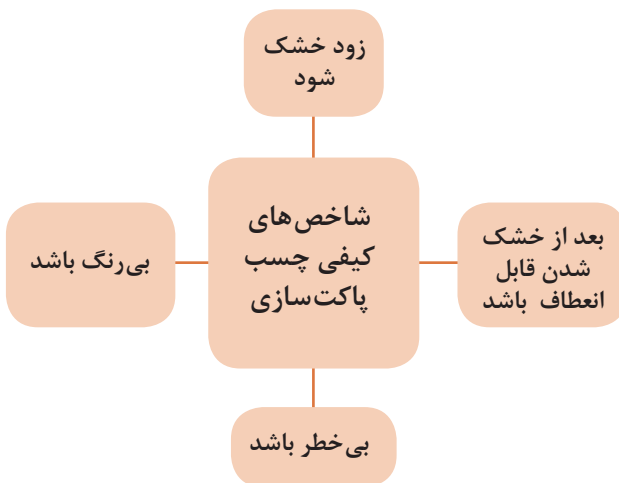 زود خشک
شود
شاخص‌های
کیفی چسب
پاکت‌سازی
بعد از خشک
شدن قابل
انعطاف باشد
بی‌رنگ باشد
بی‌خطر باشد